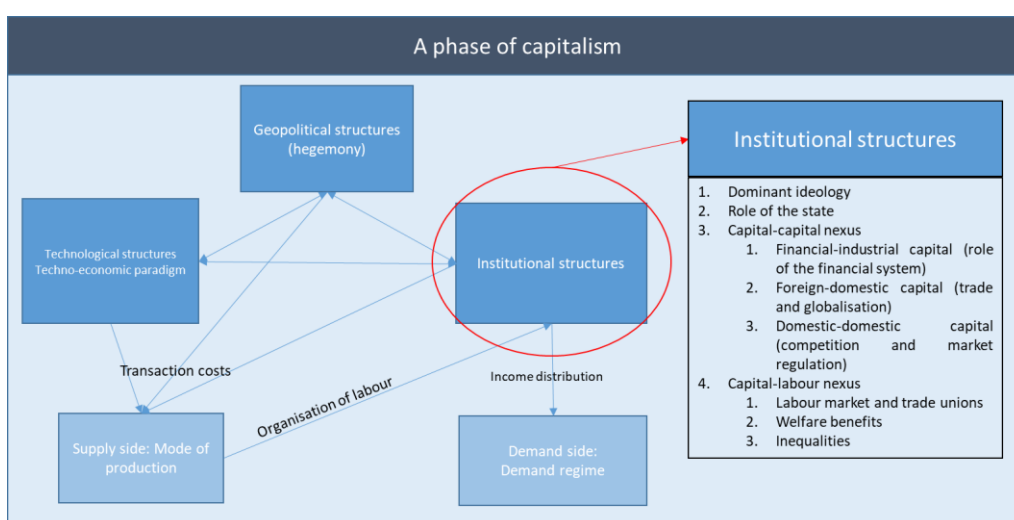 A phase of capitalism
Geopolitical structures
(hegemony)
Technological structures
Techno-economic paradigm
Institutional structures
Transaction costs
Organisation of labour
Income distribution
Supply side: Mode of
production
Demand side:
Demand regime
Institutional structures
1. Dominant ideology
2. Role of the state
3. Capital-capital nexus
1. Financial-industrial capital (role
of the financial system)
2. Foreign-domestic capital (trade
and globalisation)
3. Domestic-domestic capital
(competition and market
regulation)
4. Capital-labour nexus
1. Labour market and trade unions
2. Welfare benefits
3. Inequalities